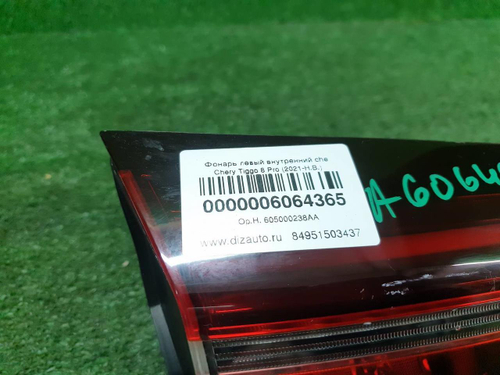 Фонарь левый внутренний che
Chery Tiggo 8 Pro (2021-Н.В.)
0000006064365
Ор.Н. 605000238AA
www.dizauto.ru 84951503437